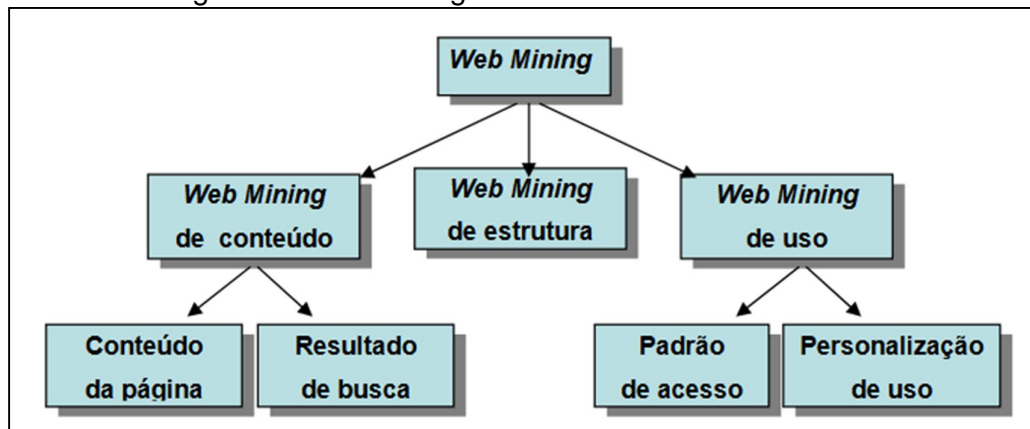 Web Mining
Web Mining
de conteúdo
Web Mining
de estrutura
Web Mining
de uso
Conteúdo
da página
Resultado
de busca
Padrão
de acesso
Personalização
de uso